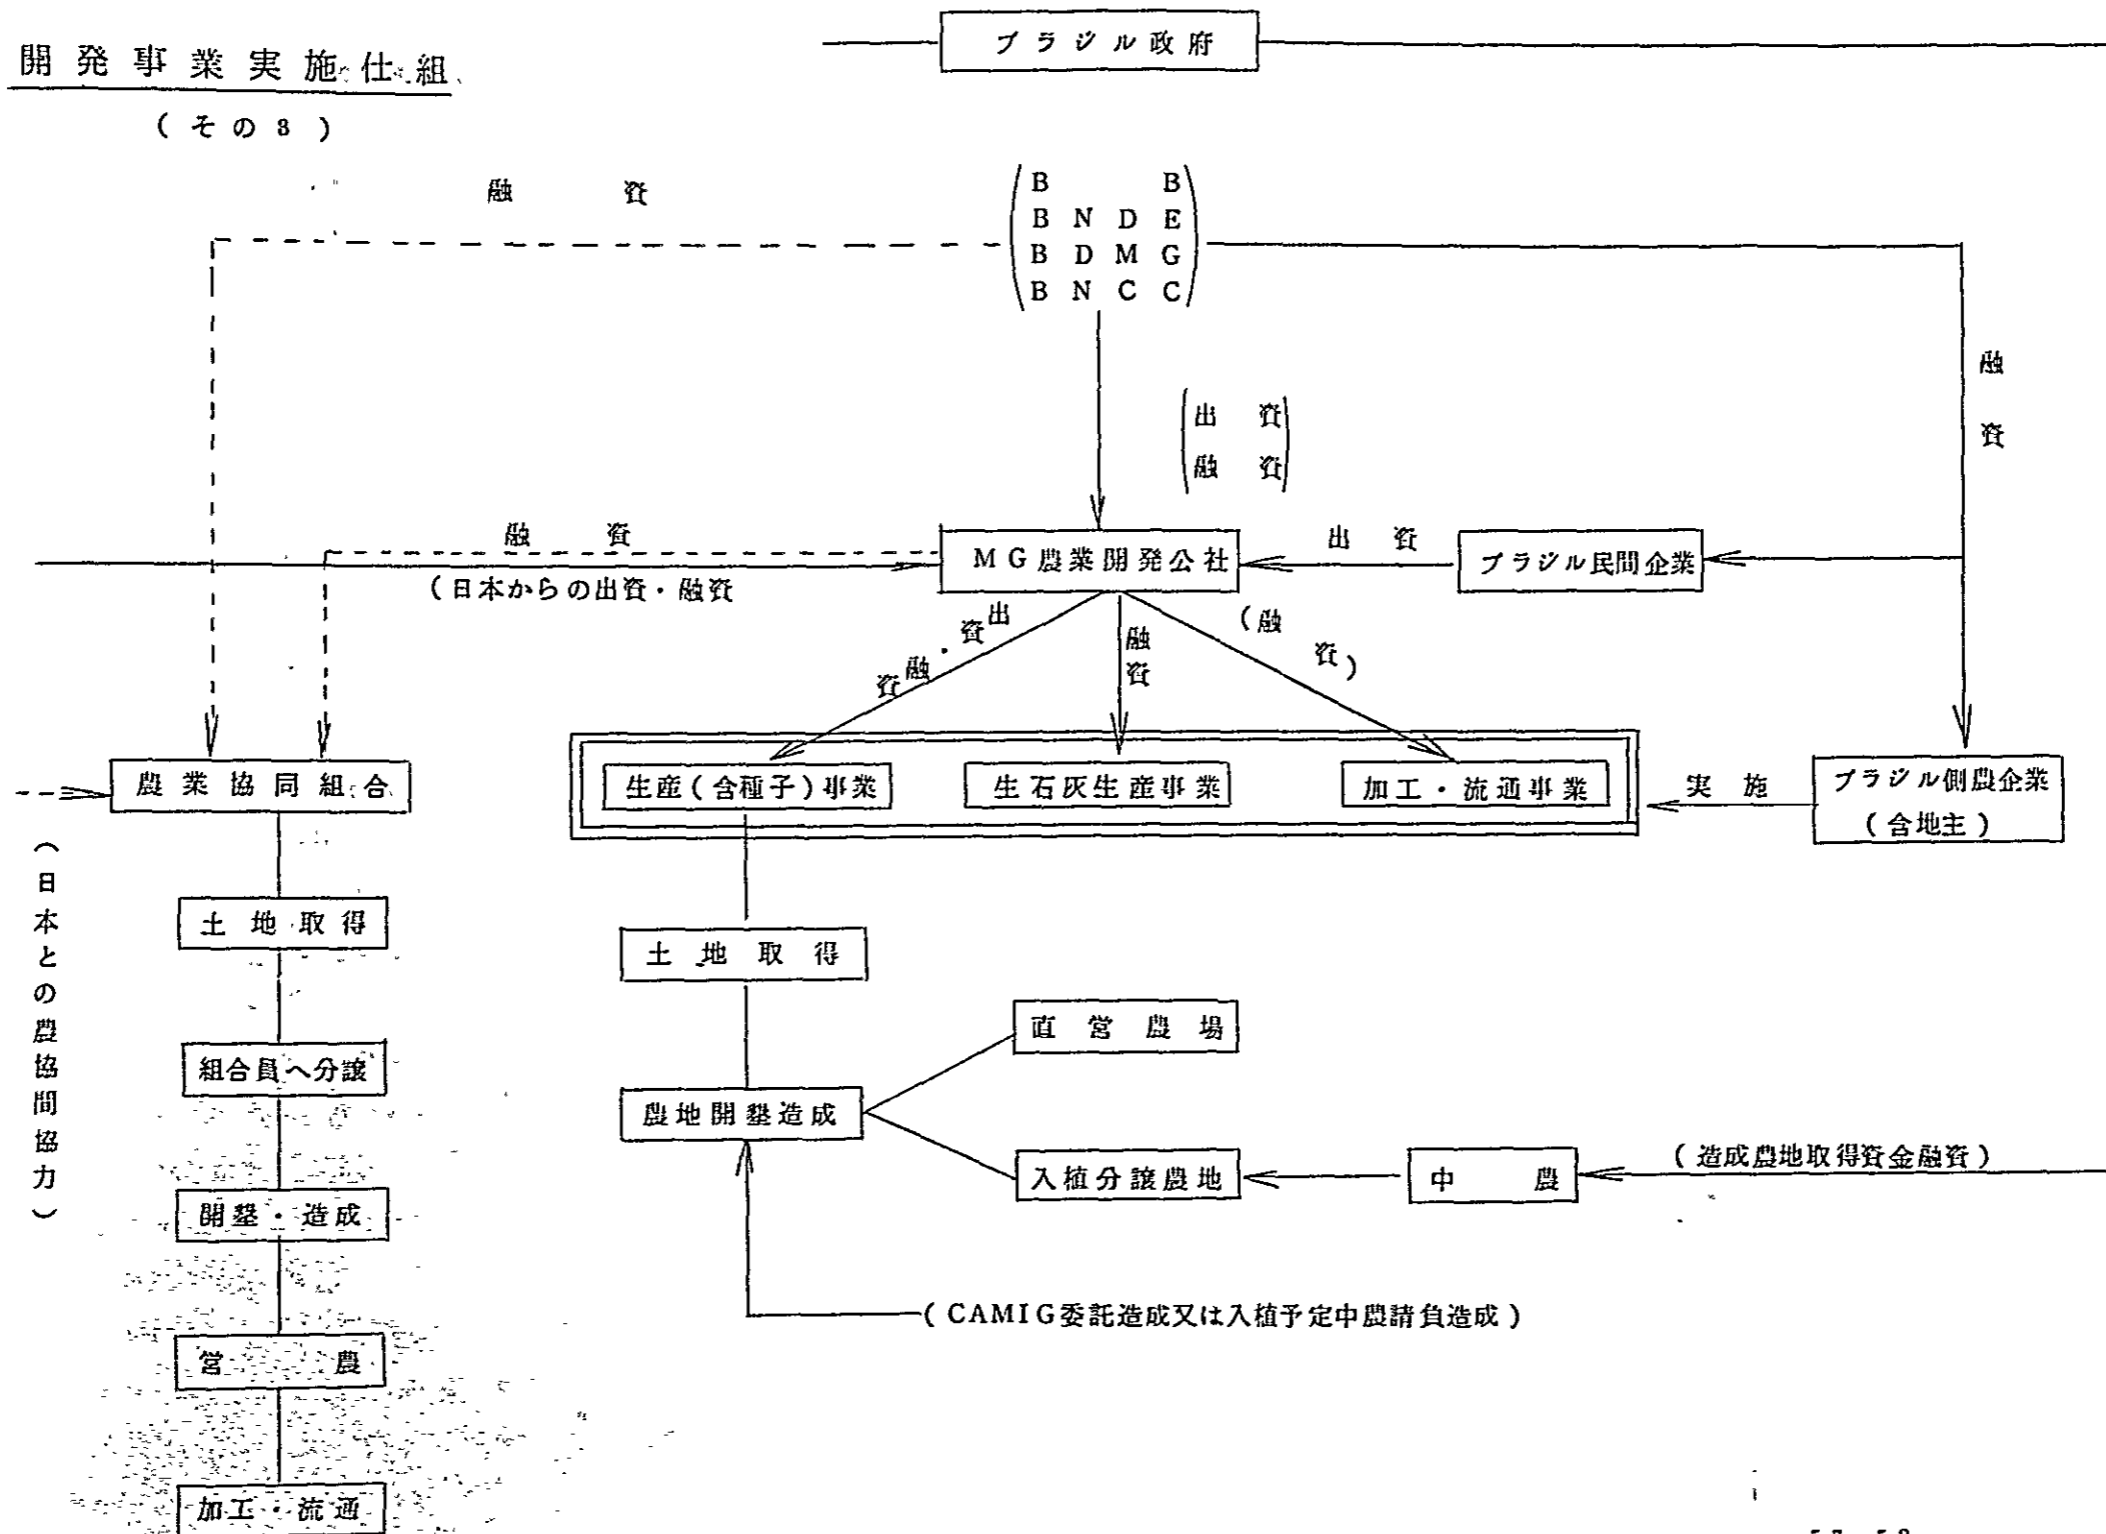 開発事業実施仕組
(その3)
ブラジル政府
融資
B B
B N D E
B D M G
B N C C
融資
出資
融資
融資
(日本からの出資・融資
MG農業開発公社
出資
ブラジル民間企業
出資・融資
融資
(融資)
農業協同組合
生産(含種子)事業
生石灰生産事業
加工・流通事業
実施
ブラジル側農企業
(含地主)
(日本との農協間協力)
土地取得
土地取得
組合員へ分譲
直営農場
農地開墾造成
入植分譲農地
中農
(造成農地取得資金融資)
開墾・造成
(CAMIG委託造成又は入植予定中農請負造成)
営農
加工・流通